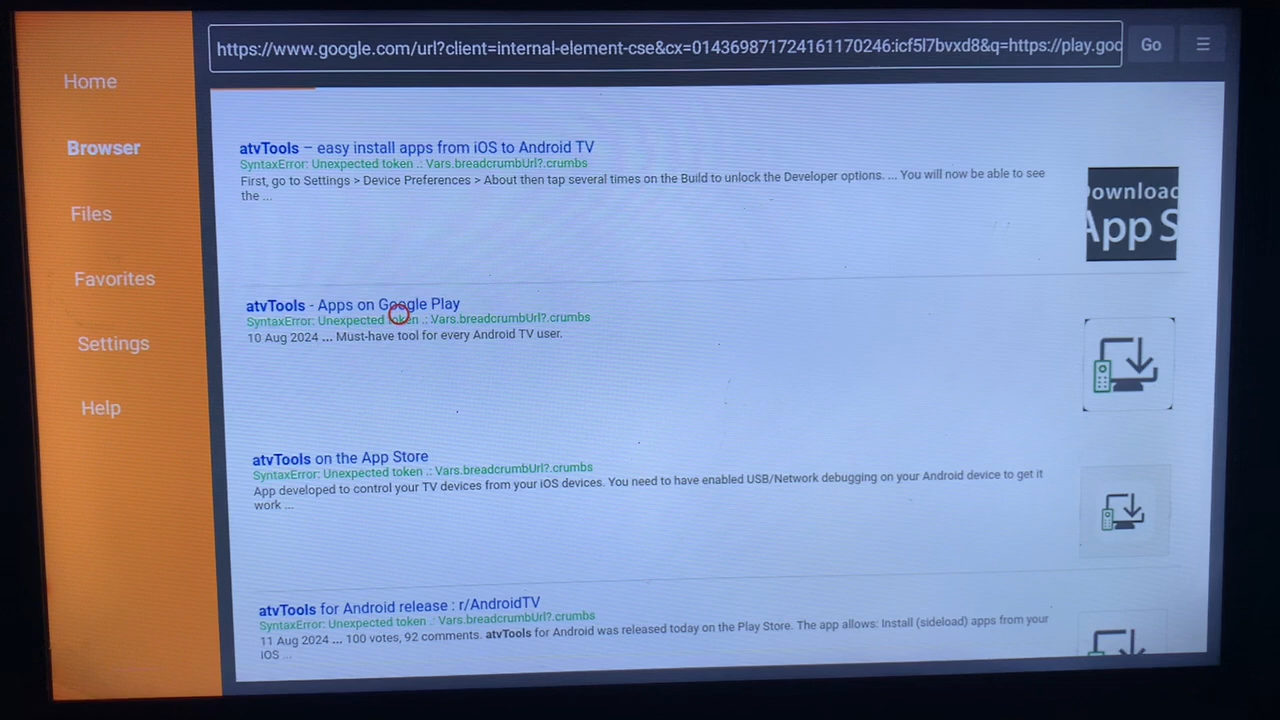 https://www.google.com/url?client=internal-element-cse&cx=014369871724161170246:icf5l7bvxd8&q=https://play.goo
Go
☰
Home
Browser
Files
Favorites
Settings
Help
atvTools – easy install apps from iOS to Android TV
SyntaxError: Unexpected token .: Vars.breadcrumbUrl?.crumbs
First, go to Settings > Device Preferences > About then tap several times on the Build to unlock the Developer options. ... You will now be able to see
the ...
Download
App S
atvTools - Apps on Google Play
SyntaxError: Unexpected token .: Vars.breadcrumbUrl?.crumbs
10 Aug 2024 ... Must-have tool for every Android TV user.
atvTools on the App Store
SyntaxError: Unexpected token .: Vars.breadcrumbUrl?.crumbs
App developed to control your TV devices from your iOS devices. You need to have enabled USB/Network debugging on your Android device to get it
work ...
atvTools for Android release : r/AndroidTV
SyntaxError: Unexpected token .: Vars.breadcrumbUrl?.crumbs
11 Aug 2024 ... 100 votes, 92 comments. atvTools for Android was released today on the Play Store. The app allows: Install (sideload) apps from your
iOS ...